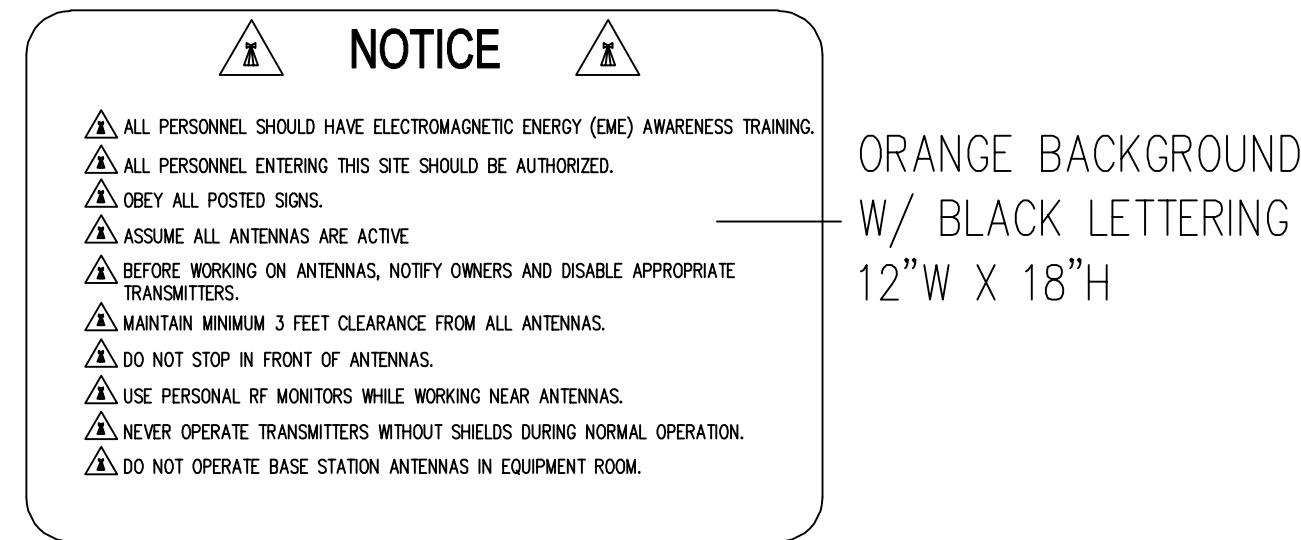 NOTICE
ALL PERSONNEL SHOULD HAVE ELECTROMAGNETIC ENERGY (EME) AWARENESS TRAINING.
ALL PERSONNEL ENTERING THIS SITE SHOULD BE AUTHORIZED.
OBEY ALL POSTED SIGNS.
ASSUME ALL ANTENNAS ARE ACTIVE
BEFORE WORKING ON ANTENNAS, NOTIFY OWNERS AND DISABLE APPROPRIATE
TRANSMITTERS.
MAINTAIN MINIMUM 3 FEET CLEARANCE FROM ALL ANTENNAS.
DO NOT STOP IN FRONT OF ANTENNAS.
USE PERSONAL RF MONITORS WHILE WORKING NEAR ANTENNAS.
NEVER OPERATE TRANSMITTERS WITHOUT SHIELDS DURING NORMAL OPERATION.
DO NOT OPERATE BASE STATION ANTENNAS IN EQUIPMENT ROOM.
ORANGE BACKGROUND
W/ BLACK LETTERING
12”W X 18”H